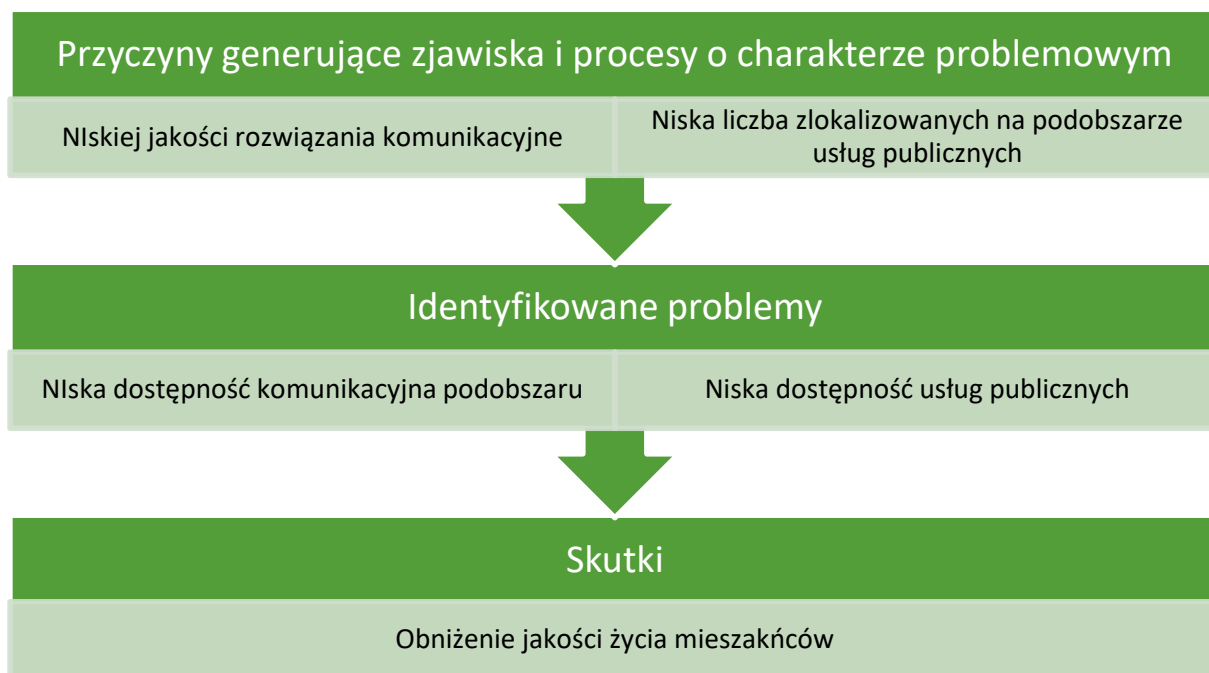 Przyczyny generujące zjawiska i procesy o charakterze problemowym
NIskiej jakości rozwiązania komunikacyjne
Niska liczba zlokalizowanych na podobszarze
usług publicznych
Identyfikowane problemy
NIska dostępność komunikacyjna podobszaru
Niska dostępność usług publicznych
Skutki
Obniżenie jakości życia mieszakńców